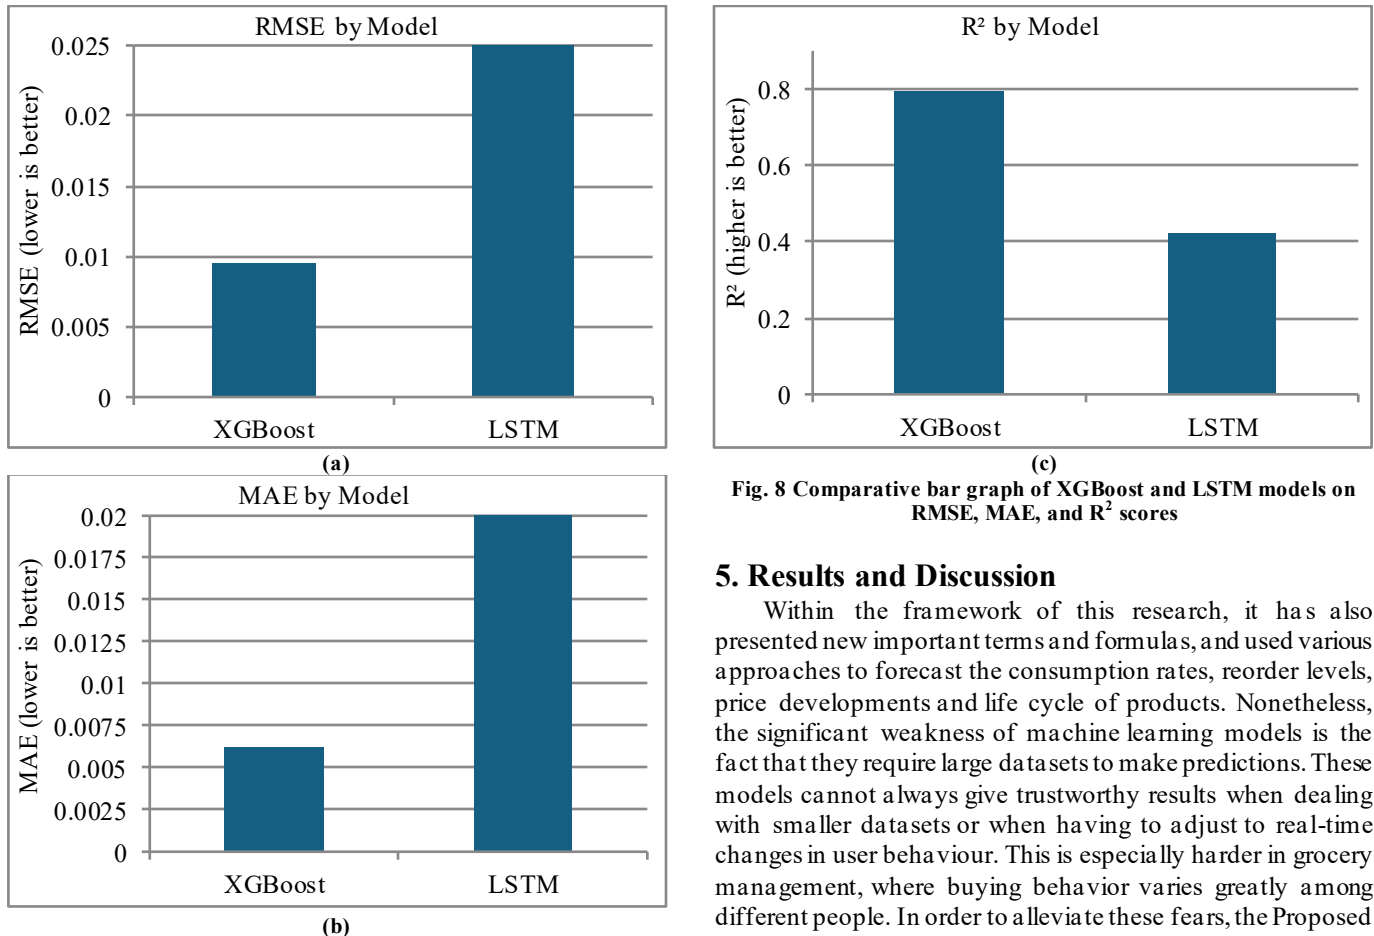 RMSE by Model
RMSE (lower is better)
0.025
0.02
0.015
0.01
0.005
0
XGBoost
LSTM
(a)
MAE by Model
MAE (lower is better)
0.02
0.0175
0.015
0.0125
0.01
0.0075
0.005
0.0025
0
XGBoost
LSTM
(b)
R² by Model
R² (higher is better)
0.8
0.6
0.4
0.2
0
XGBoost
LSTM
(c)
Fig. 8 Comparative bar graph of XGBoost and LSTM models on
RMSE, MAE, and R² scores
5. Results and Discussion
Within the framework of this research, it has also
presented new important terms and formulas, and used various
approaches to forecast the consumption rates, reorder levels,
price developments and life cycle of products. Nonetheless,
the significant weakness of machine learning models is the
fact that they require large datasets to make predictions. These
models cannot always give trustworthy results when dealing
with smaller datasets or when having to adjust to real-time
changes in user behaviour. This is especially harder in grocery
management, where buying behavior varies greatly among
different people. In order to alleviate these fears, the Proposed